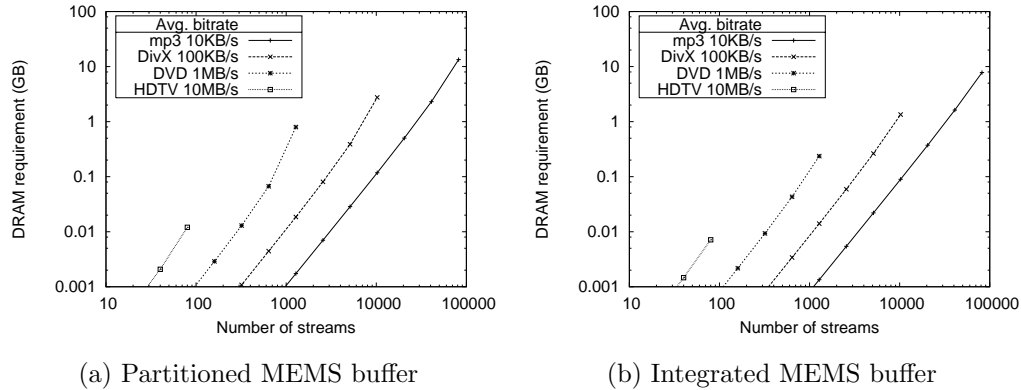 DRAM requirement (GB)
100
10
1
0.1
0.01
0.001
Avg. bitrate
mp3 10KB/s
DivX 100KB/s
DVD 1MB/s
HDTV 10MB/s
10 100 1000 10000 100000
Number of streams
(a) Partitioned MEMS buffer
DRAM requirement (GB)
100
10
1
0.1
0.01
0.001
Avg. bitrate
mp3 10KB/s
DivX 100KB/s
DVD 1MB/s
HDTV 10MB/s
10 100 1000 10000 100000
Number of streams
(b) Integrated MEMS buffer